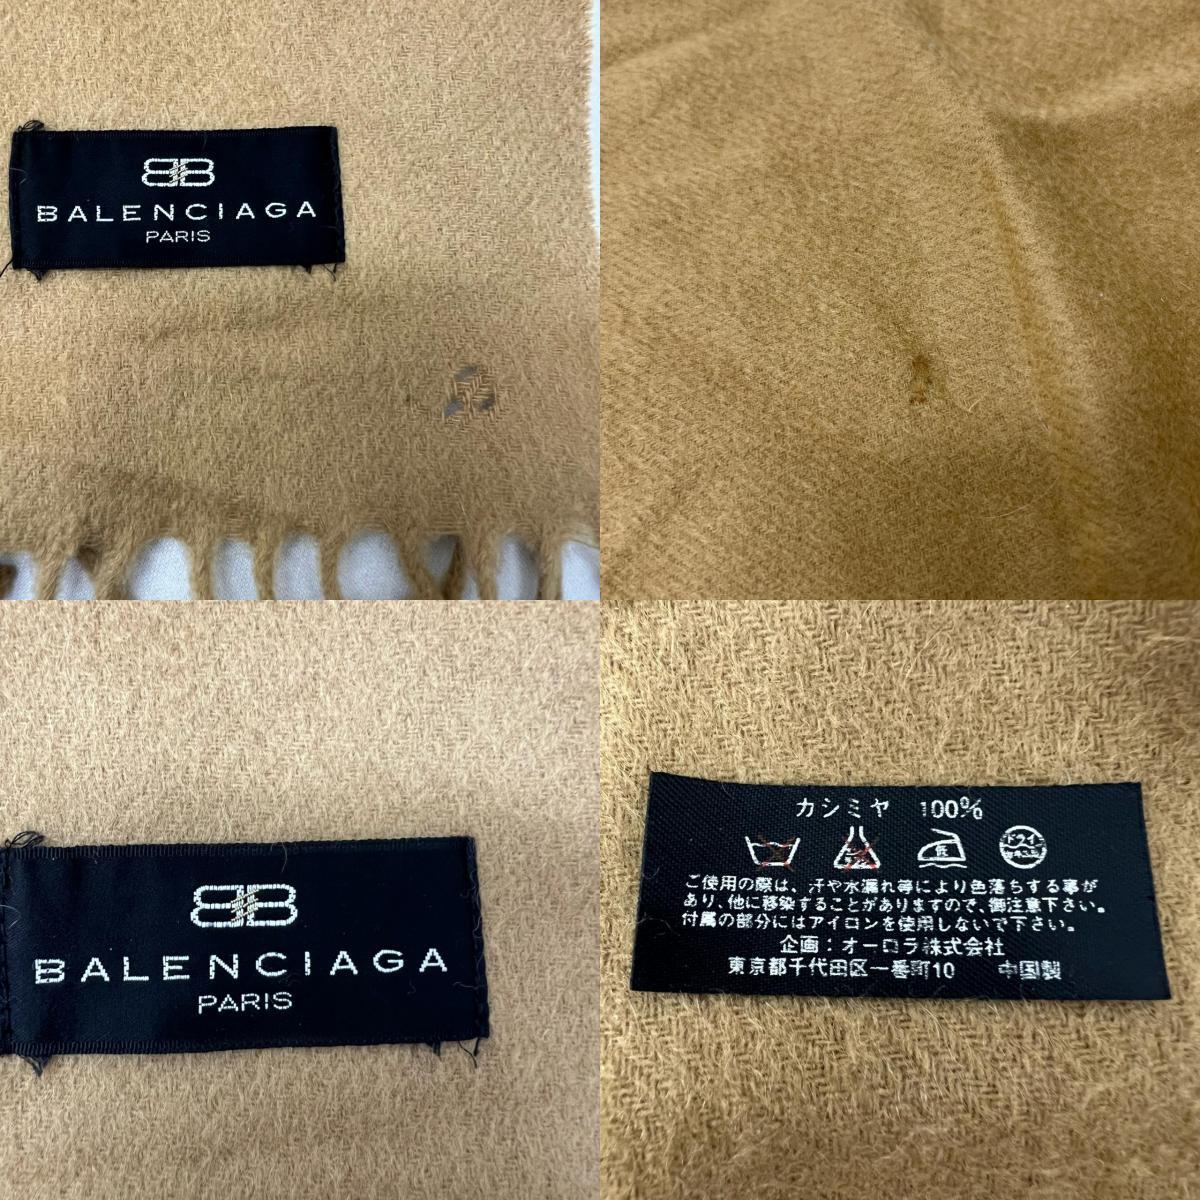 BB
BALENCIAGA
PARIS
BB
BALENCIAGA
PARIS
カシミヤ 100%
低 ドライ
ご使用の際は、汗や水濡れ等により色落ちする事が
あり、他に移染することがありますので、御注意下さい。
付属の部分にはアイロンを使用しないで下さい。
企画：オーロラ株式会社
東京都千代田区一番町10 中国製